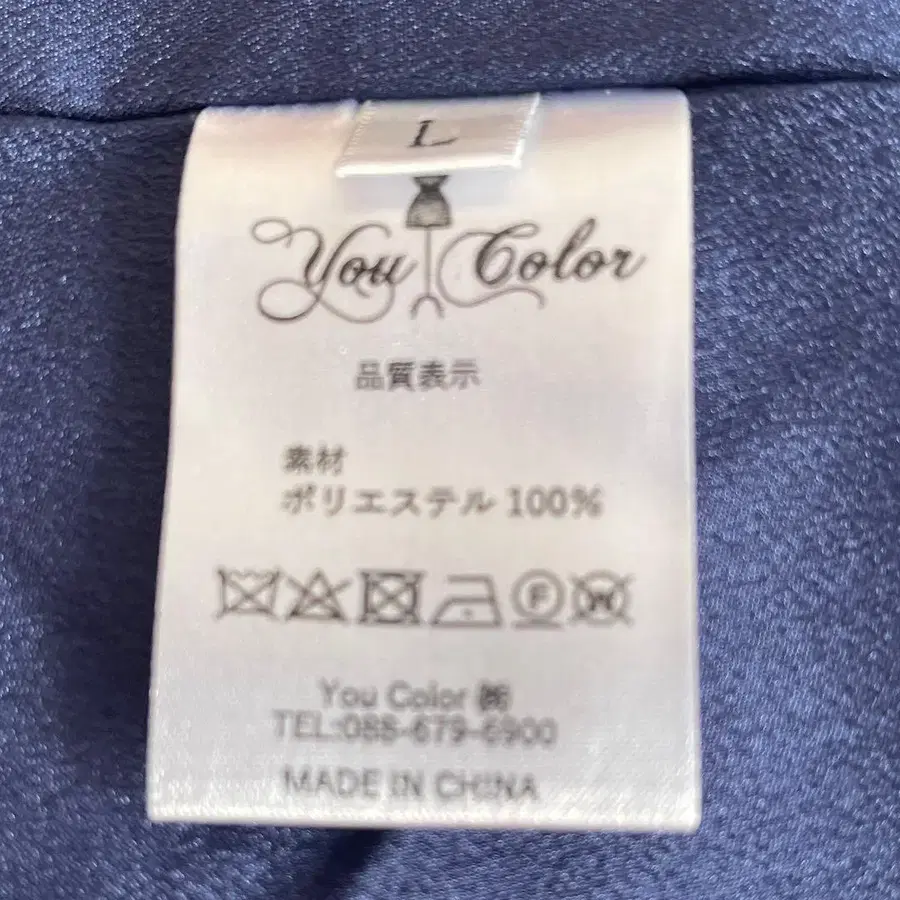 L
You Color
品質表示
素材
ポリエステル 100%
F W
You Color ㈱
TEL:088-679-6900
MADE IN CHINA